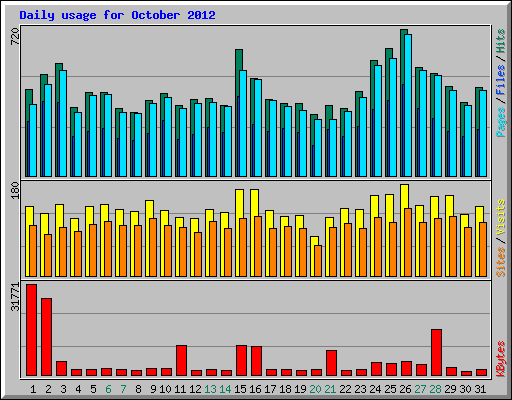 Daily usage for October 2012
720
Pages / Files / Hits
180
Sites / Visits
31771
KBytes
1 2 3 4 5 6 7 8 9 10 11 12 13 14 15 16 17 18 19 20 21 22 23 24 25 26 27 28 29 30 31